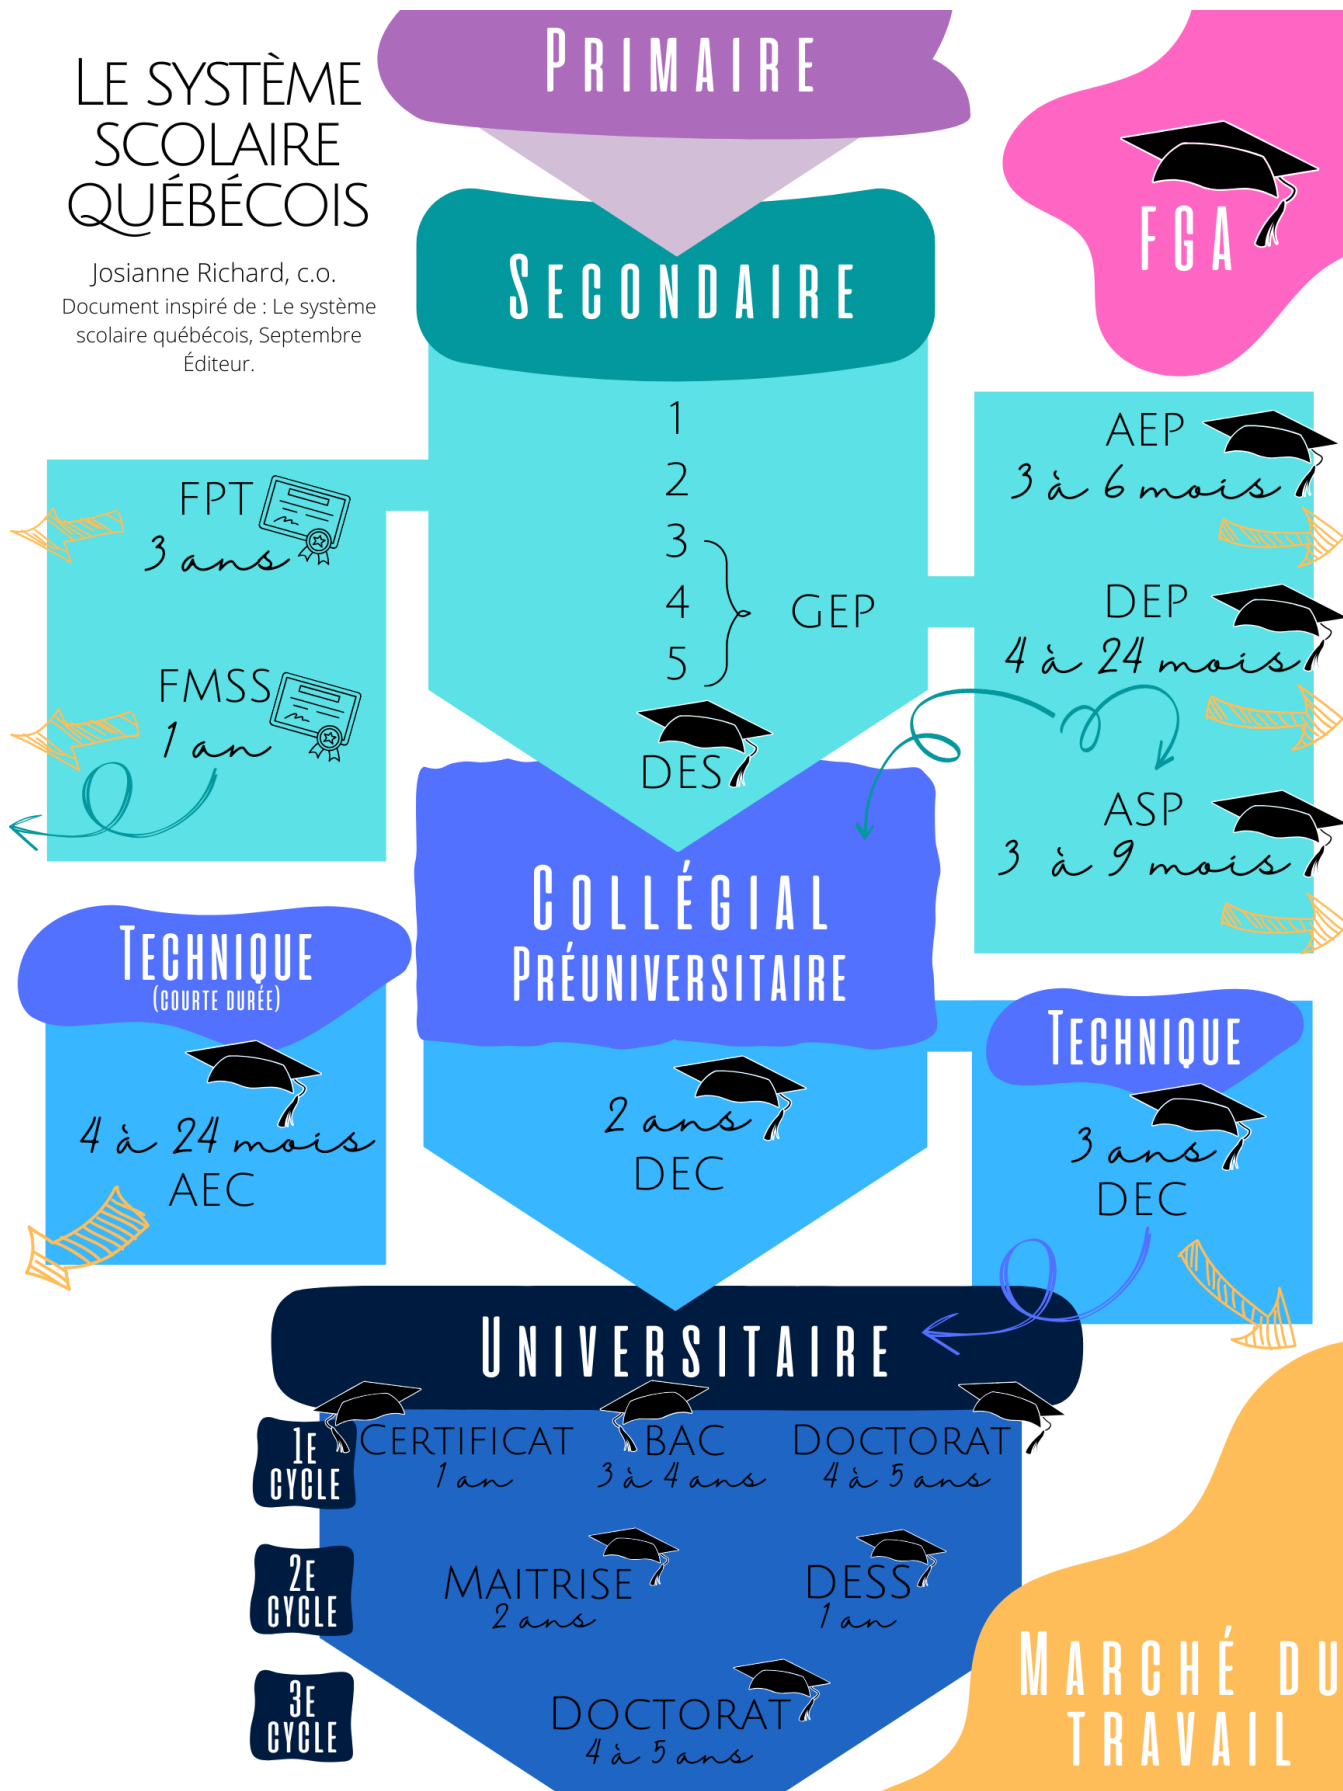 LE SYSTÈME
SCOLAIRE
QUÉBÉCOIS
Josianne Richard, c.o.
Document inspiré de : Le système
scolaire québécois, Septembre
Éditeur.
PRIMAIRE
FGA
SECONDAIRE
1
2
3
4
5
GEP
DES
FPT
3 ans
FMSS
1 an
AEP
3 à 6 mois
DEP
4 à 24 mois
ASP
3 à 9 mois
COLLÉGIAL
PRÉUNIVERSITAIRE
2 ans
DEC
TECHNIQUE
(COURTE DURÉE)
4 à 24 mois
AEC
TECHNIQUE
3 ans
DEC
UNIVERSITAIRE
1E
CYCLE
CERTIFICAT
1 an
BAC
3 à 4 ans
DOCTORAT
4 à 5 ans
2E
CYCLE
MAITRISE
2 ans
DESS
1 an
3E
CYCLE
DOCTORAT
4 à 5 ans
MARCHÉ DU
TRAVAIL